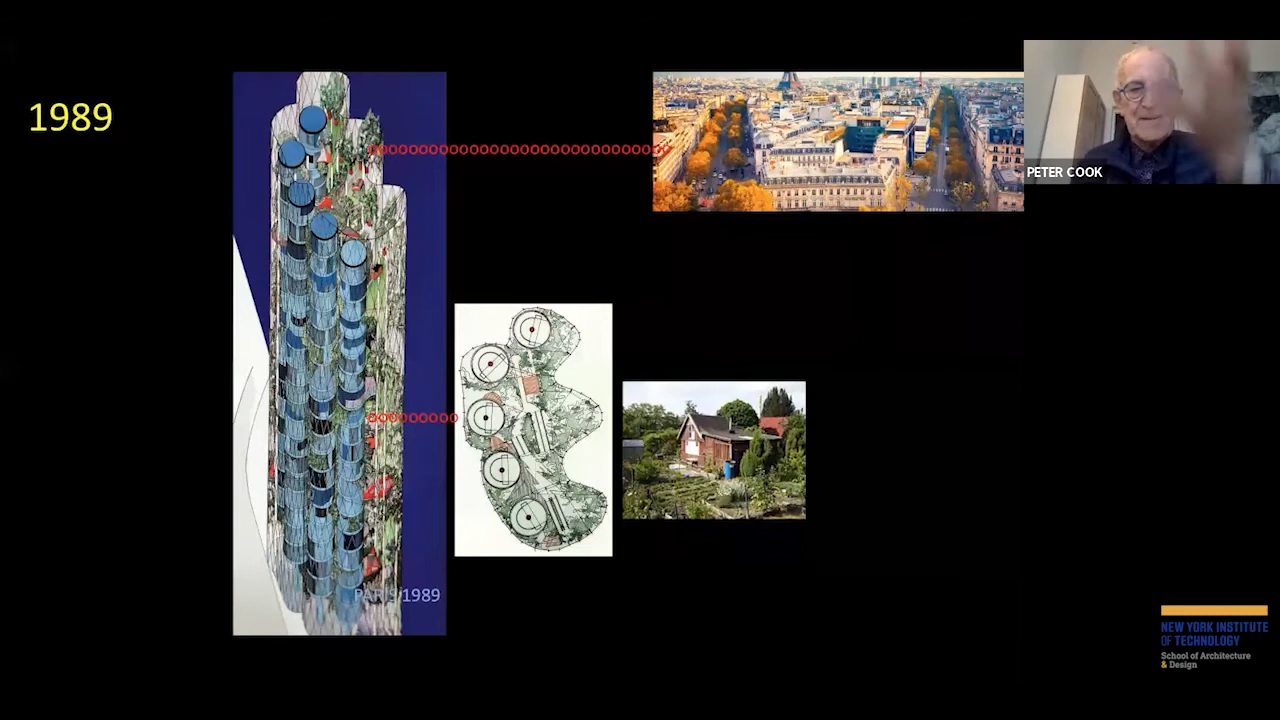 1989
PETER COOK
PARIS 1989
NEW YORK INSTITUTE
OF TECHNOLOGY
School of Architecture
& Design